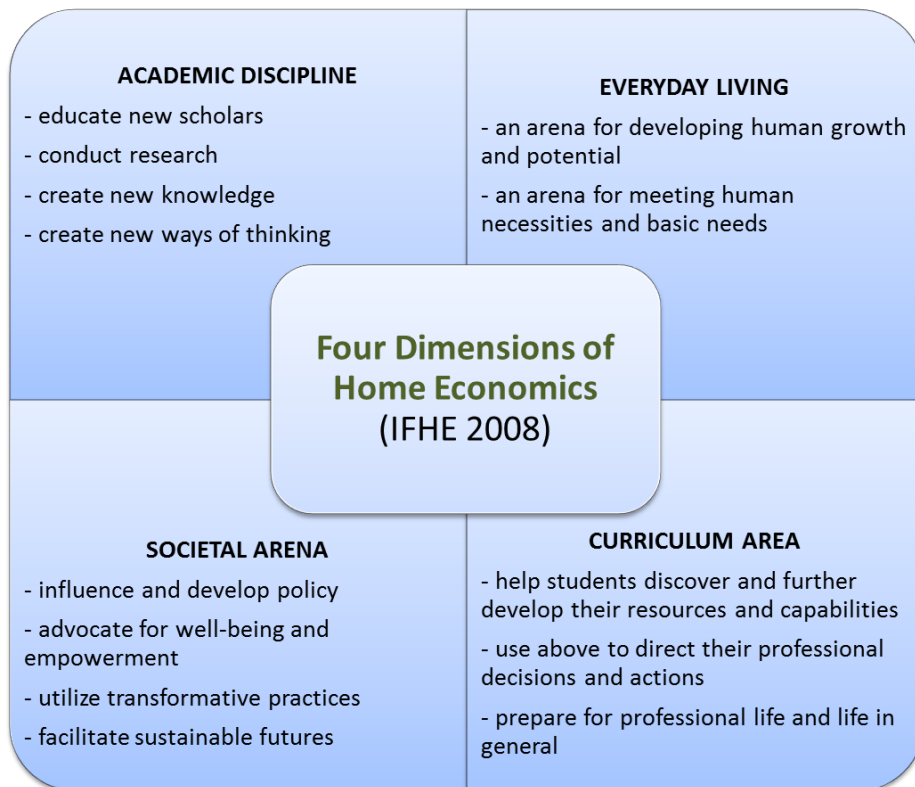 ACADEMIC DISCIPLINE
- educate new scholars
- conduct research
- create new knowledge
- create new ways of thinking
EVERYDAY LIVING
- an arena for developing human growth
and potential
- an arena for meeting human
necessities and basic needs
Four Dimensions of
Home Economics
(IFHE 2008)
SOCIETAL ARENA
- influence and develop policy
- advocate for well-being and
empowerment
- utilize transformative practices
- facilitate sustainable futures
CURRICULUM AREA
- help students discover and further
develop their resources and capabilities
- use above to direct their professional
decisions and actions
- prepare for professional life and life in
general